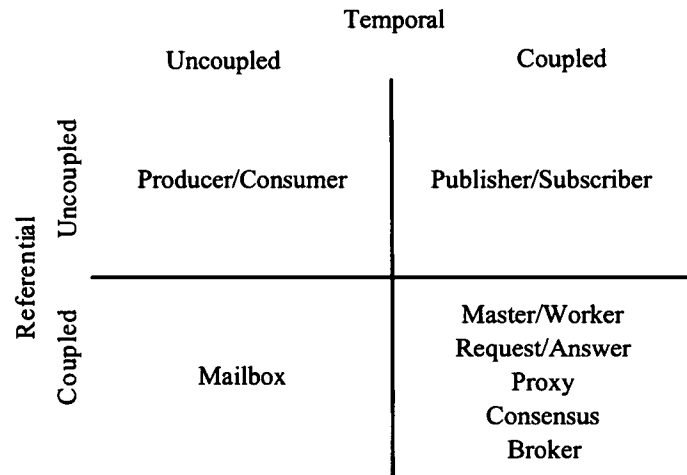 Temporal
Uncoupled Coupled
Referential
Uncoupled
Producer/Consumer Publisher/Subscriber
Coupled
Mailbox
Master/Worker
Request/Answer
Proxy
Consensus
Broker